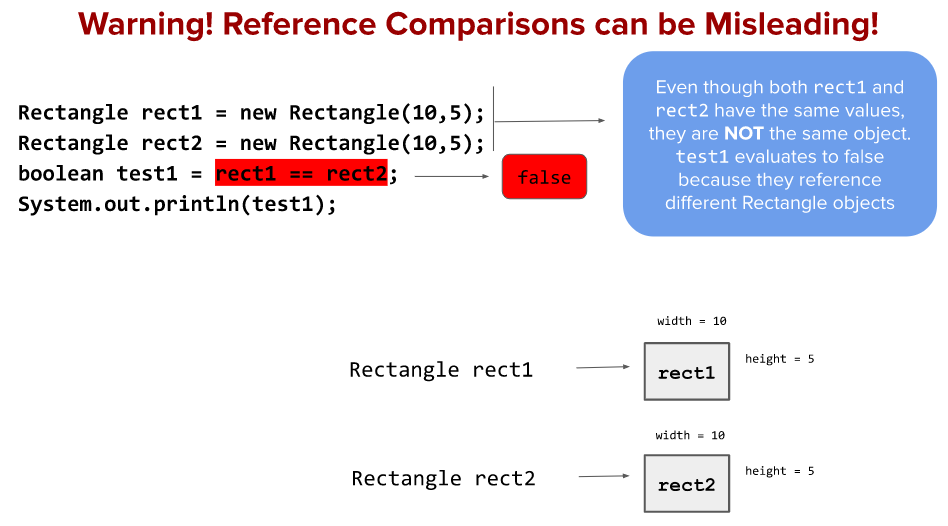 Warning! Reference Comparisons can be Misleading!
Rectangle rect1 = new Rectangle(10,5);
Rectangle rect2 = new Rectangle(10,5);
boolean test1 = rect1 == rect2;
System.out.println(test1);
false
Even though both rect1 and
rect2 have the same values,
they are NOT the same object.
test1 evaluates to false
because they reference
different Rectangle objects
width = 10
Rectangle rect1
rect1
height = 5
width = 10
Rectangle rect2
rect2
height = 5